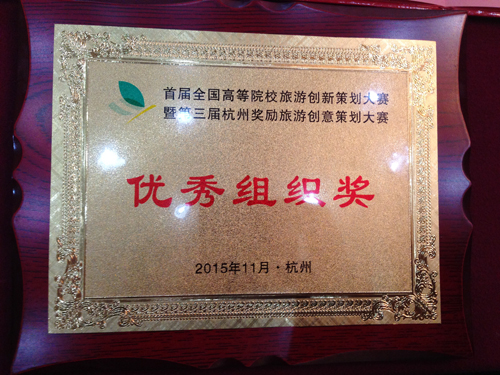 首届全国高等院校旅游创新策划大赛
暨第三届杭州奖励旅游创意策划大赛
优秀组织奖
2015年11月·杭州